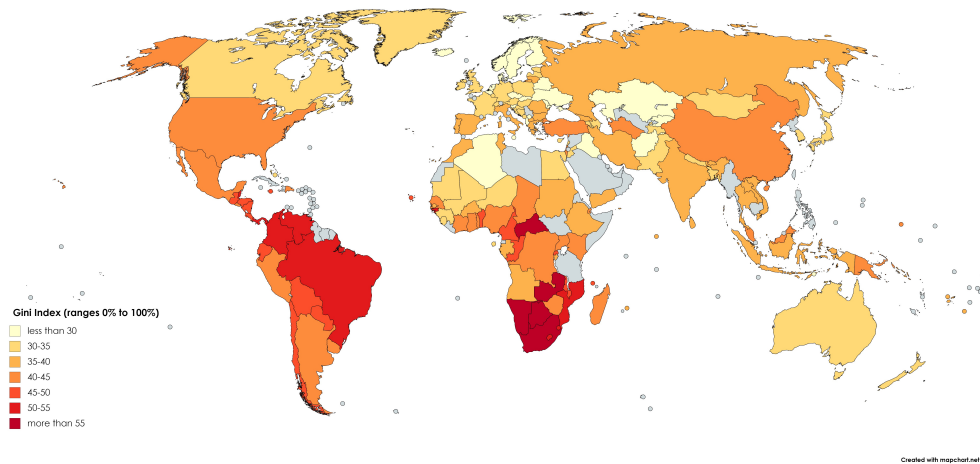 Gini Index (ranges 0% to 100%)
less than 30
30-35
35-40
40-45
45-50
50-55
more than 55
Created with mapchart.net